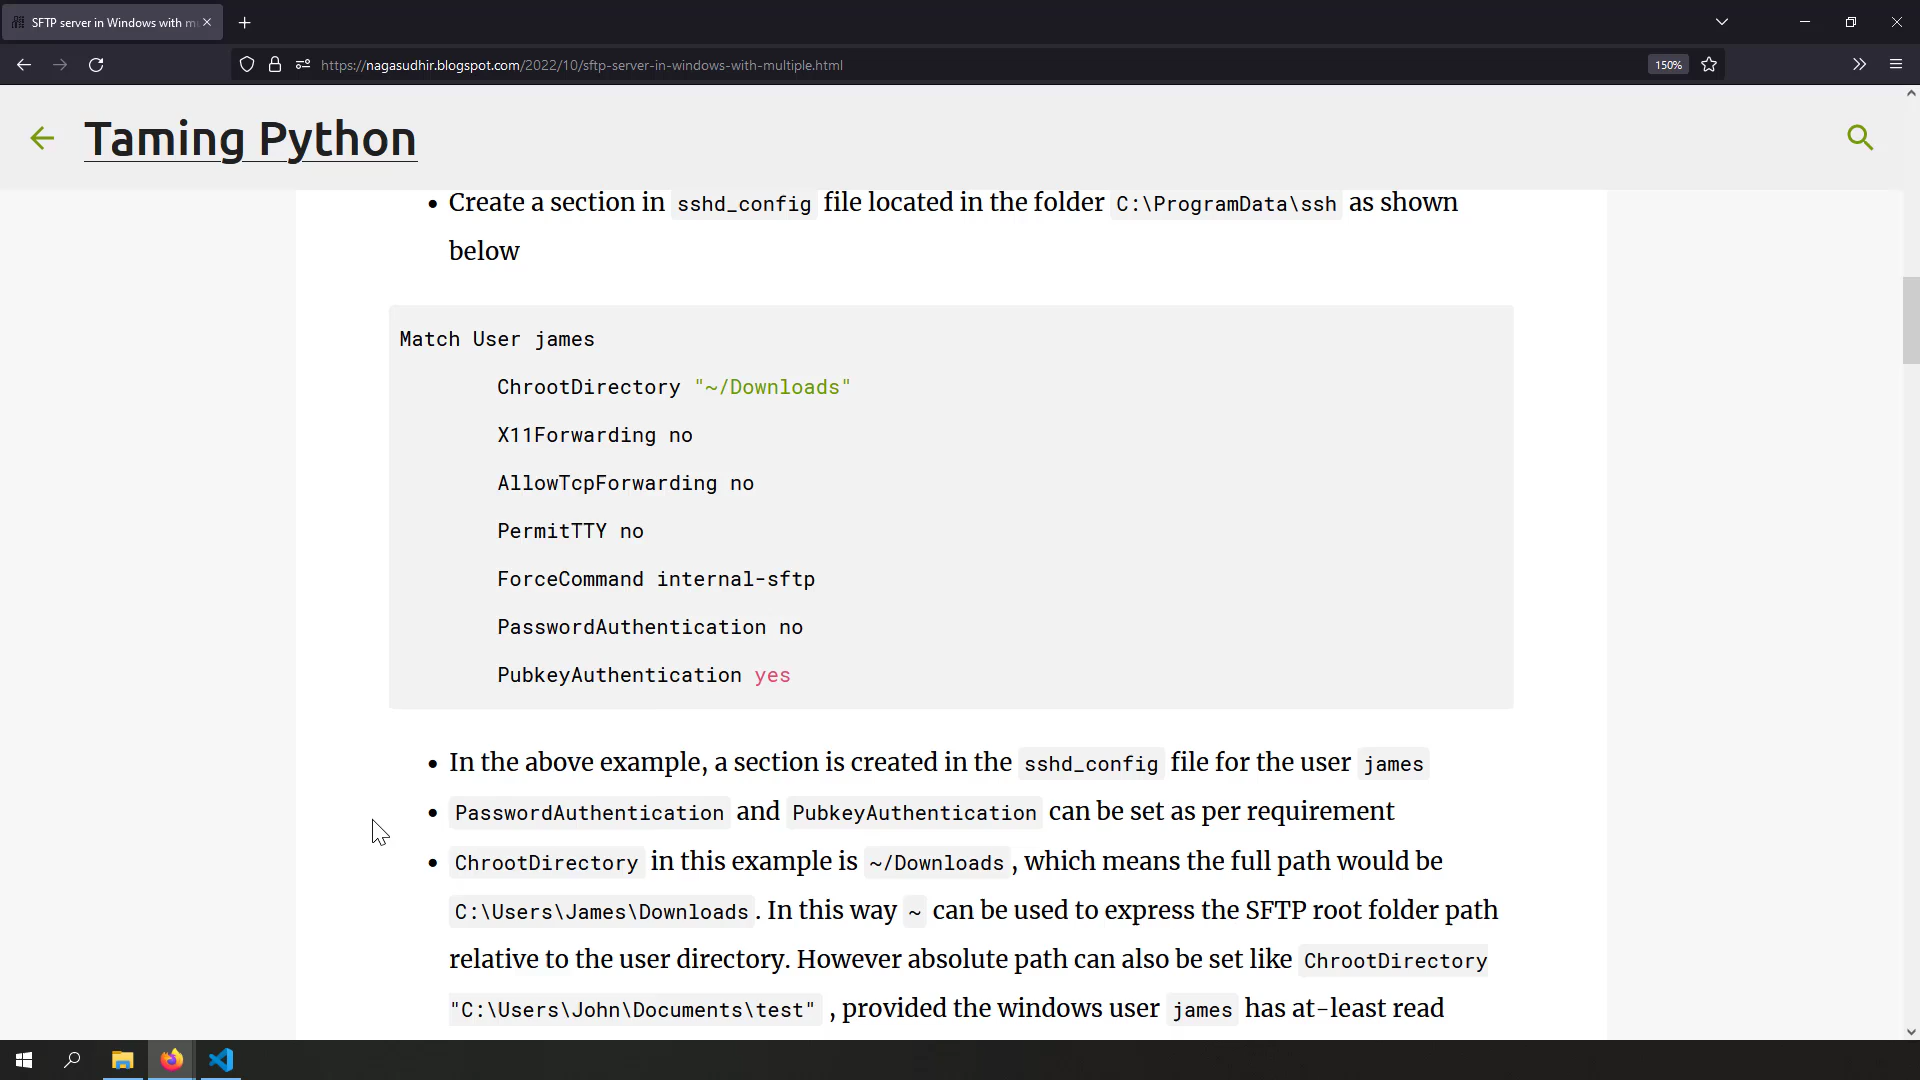 SFTP server in Windows with mu
https://nagasudhir.blogspot.com/2022/10/sftp-server-in-windows-with-multiple.html
150%
Taming Python
Create a section in sshd_config file located in the folder C:\ProgramData\ssh as shown
below
Match User james
ChrootDirectory "~/Downloads"
X11Forwarding no
AllowTcpForwarding no
PermitTTY no
ForceCommand internal-sftp
PasswordAuthentication no
PubkeyAuthentication yes
In the above example, a section is created in the sshd_config file for the user james
PasswordAuthentication and PubkeyAuthentication can be set as per requirement
ChrootDirectory in this example is ~/Downloads, which means the full path would be
C:\Users\James\Downloads. In this way ~ can be used to express the SFTP root folder path
relative to the user directory. However absolute path can also be set like ChrootDirectory
"C:\Users\John\Documents\test" , provided the windows user james has at-least read